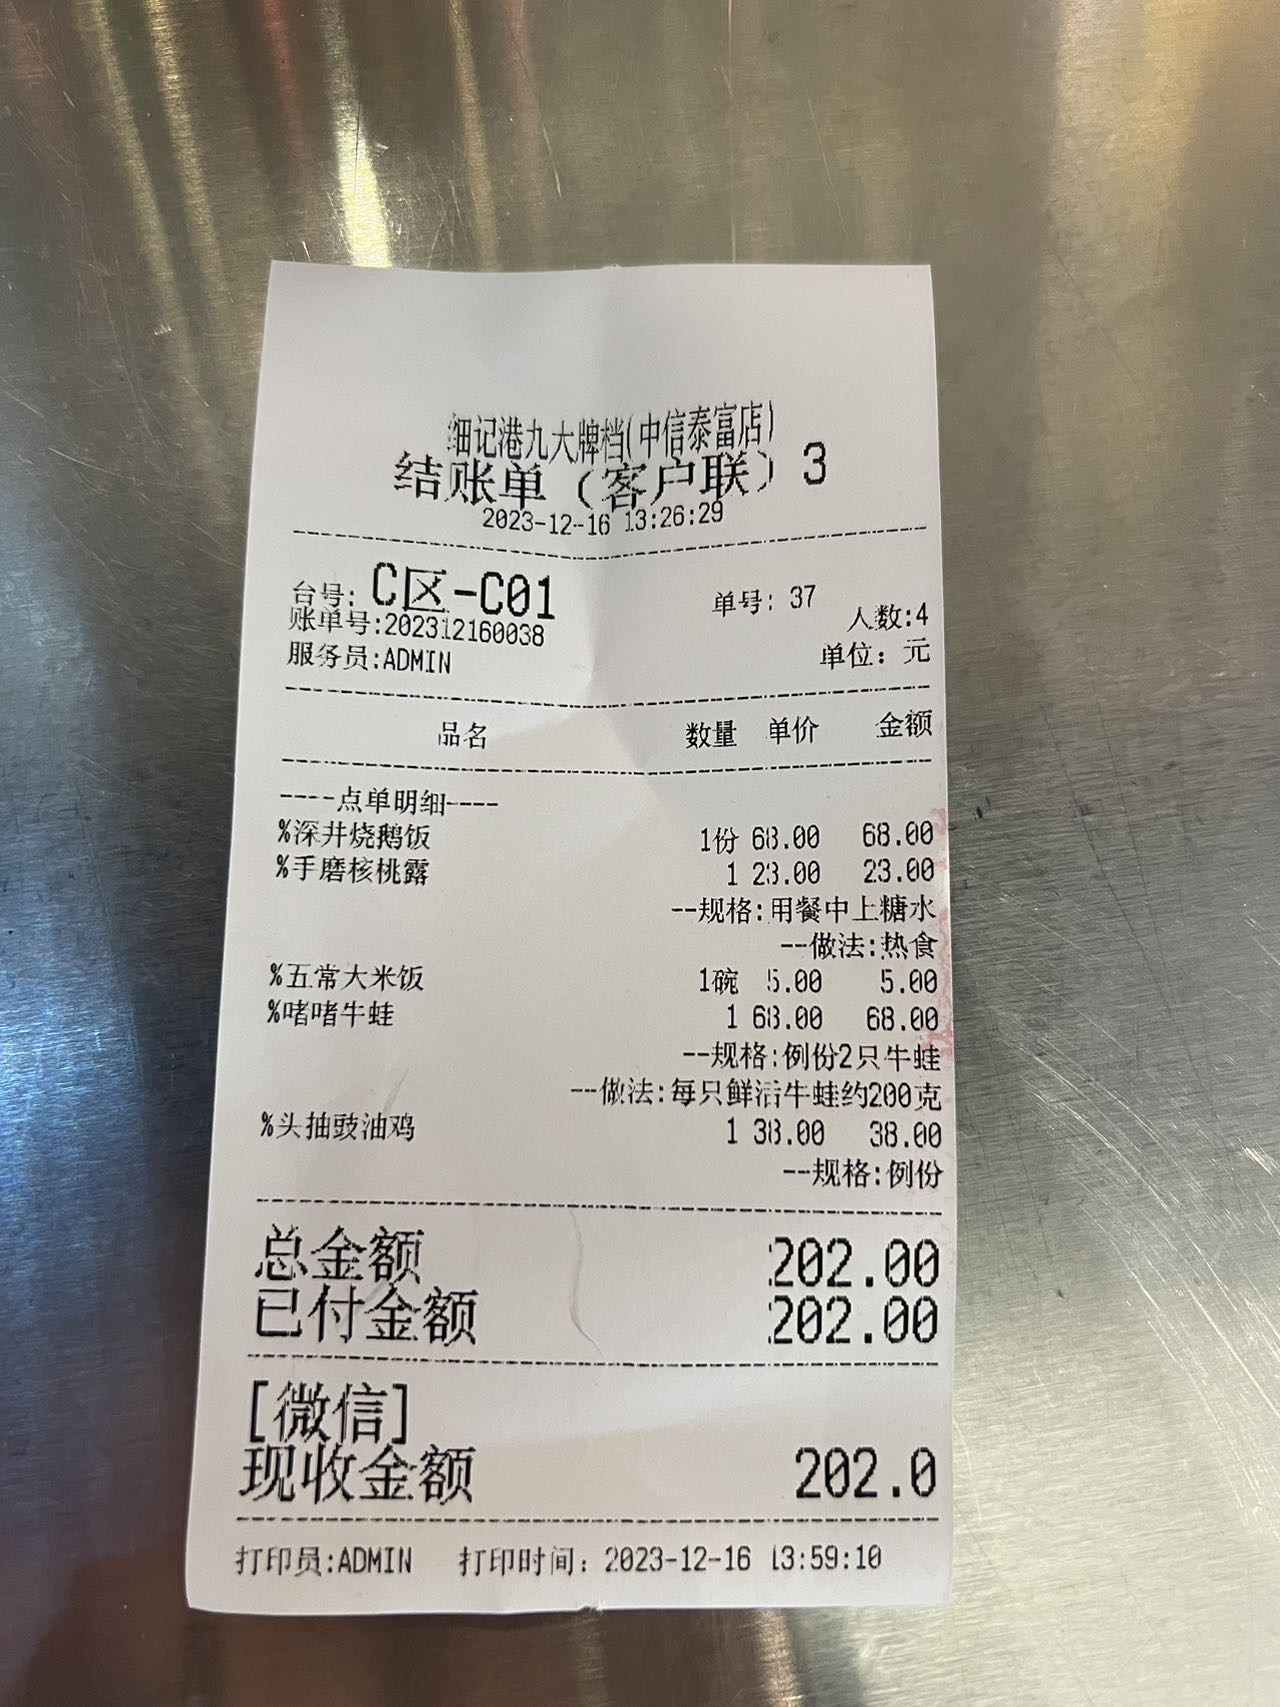 细记港九大牌档(中信泰富店)
结账单（客户联）3
2023-12-16 13:26:29
台号: C区-C01 单号: 37
账单号:202312160038 人数:4
服务员:ADMIN 单位: 元
品名 数量 单价 金额
----点单明细----
%深井烧鹅饭 1份 68.00 68.00
%手磨核桃露 1 23.00 23.00
--规格:用餐中上糖水
--做法:热食
%五常大米饭 1碗 5.00 5.00
%啫啫牛蛙 1 68.00 68.00
--规格:例份2只牛蛙
--做法:每只鲜活牛蛙约200克
%头抽豉油鸡 1 38.00 38.00
--规格:例份
总金额 202.00
已付金额 202.00
[微信]
现收金额 202.0
打印员:ADMIN 打印时间: 2023-12-16 13:59:10